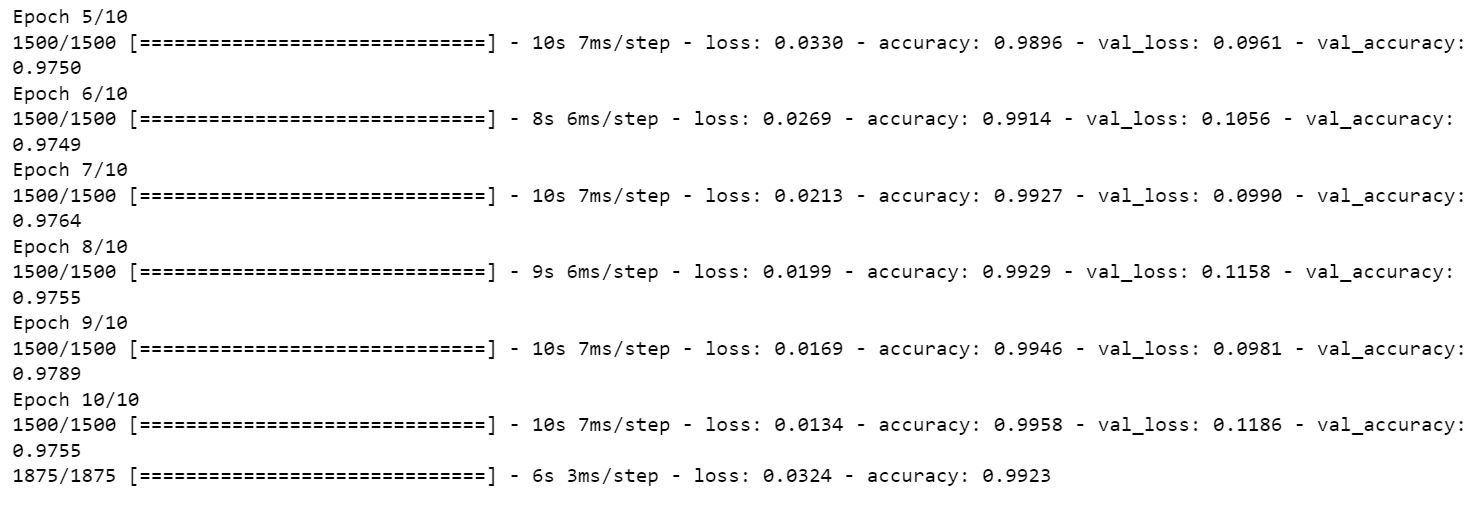 Epoch 5/10
1500/1500 [==============================] - 10s 7ms/step - loss: 0.0330 - accuracy: 0.9896 - val_loss: 0.0961 - val_accuracy:
0.9750
Epoch 6/10
1500/1500 [==============================] - 8s 6ms/step - loss: 0.0269 - accuracy: 0.9914 - val_loss: 0.1056 - val_accuracy:
0.9749
Epoch 7/10
1500/1500 [==============================] - 10s 7ms/step - loss: 0.0213 - accuracy: 0.9927 - val_loss: 0.0990 - val_accuracy:
0.9764
Epoch 8/10
1500/1500 [==============================] - 9s 6ms/step - loss: 0.0199 - accuracy: 0.9929 - val_loss: 0.1158 - val_accuracy:
0.9755
Epoch 9/10
1500/1500 [==============================] - 10s 7ms/step - loss: 0.0169 - accuracy: 0.9946 - val_loss: 0.0981 - val_accuracy:
0.9789
Epoch 10/10
1500/1500 [==============================] - 10s 7ms/step - loss: 0.0134 - accuracy: 0.9958 - val_loss: 0.1186 - val_accuracy:
0.9755
1875/1875 [==============================] - 6s 3ms/step - loss: 0.0324 - accuracy: 0.9923